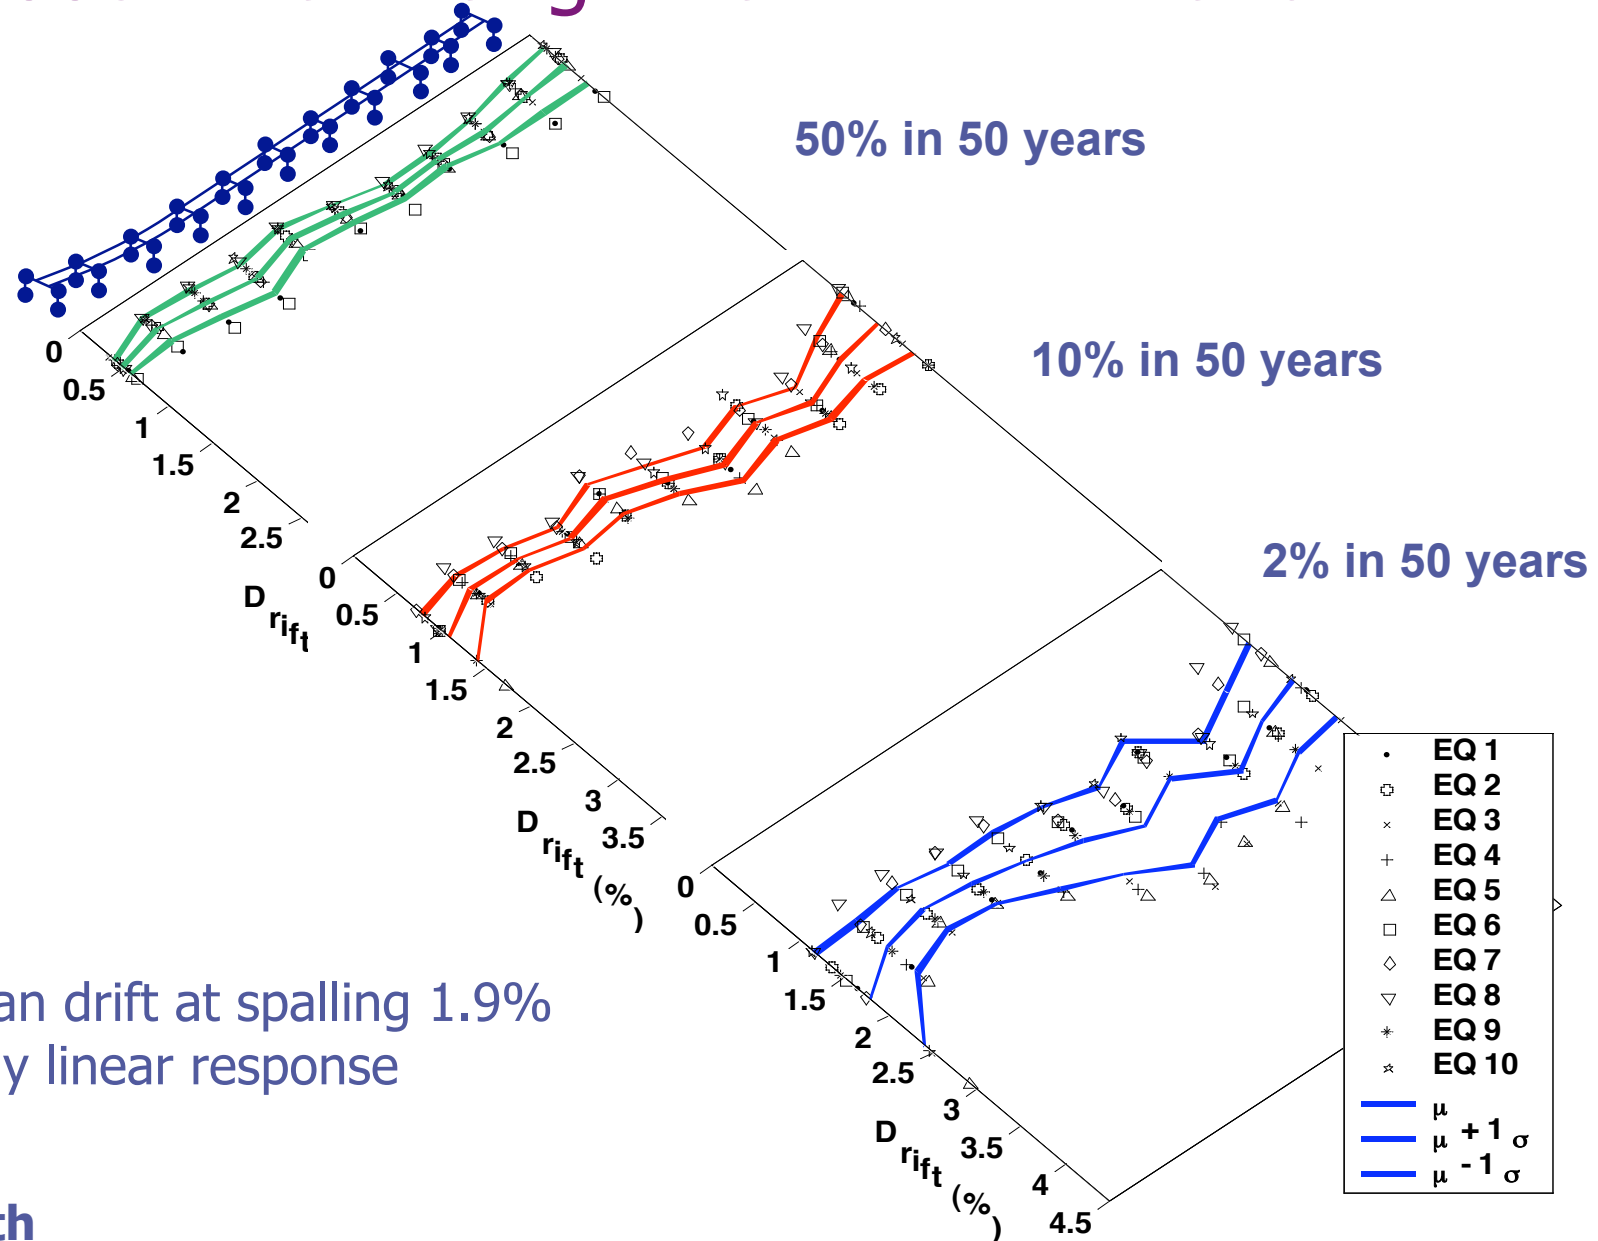 50% in 50 years
10% in 50 years
2% in 50 years
0
0.5
1
1.5
2
2.5
Drift
0
0.5
1
1.5
2
2.5
3
3.5
Drift (%)
0
0.5
1
1.5
2
2.5
3
3.5
4
4.5
Drift (%)
EQ 1
EQ 2
EQ 3
EQ 4
EQ 5
EQ 6
EQ 7
EQ 8
EQ 9
EQ 10
μ
μ + 1 σ
μ - 1 σ
an drift at spalling 1.9%
y linear response
th